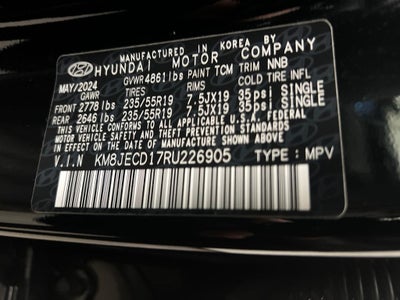 MANUFACTURED IN KOREA BY
HYUNDAI MOTOR COMPANY
MAY/2024 GVWR 4861 lbs PAINT TCM TRIM NNB
GAWR TIRES RIMS COLD TIRE INFL
FRONT 2778 lbs 235/55R19 7.5JX19 35psi SINGLE
REAR 2646 lbs 235/55R19 7.5JX19 35psi SINGLE
THIS VEHICLE CONFORMS TO ALL APPLICABLE U.S.A. FEDERAL
MOTOR VEHICLE SAFETY STANDARDS IN EFFECT ON THE
DATE OF MANUFACTURE SHOWN ABOVE
V.I.N KM8JECD17RU226905 TYPE : MPV